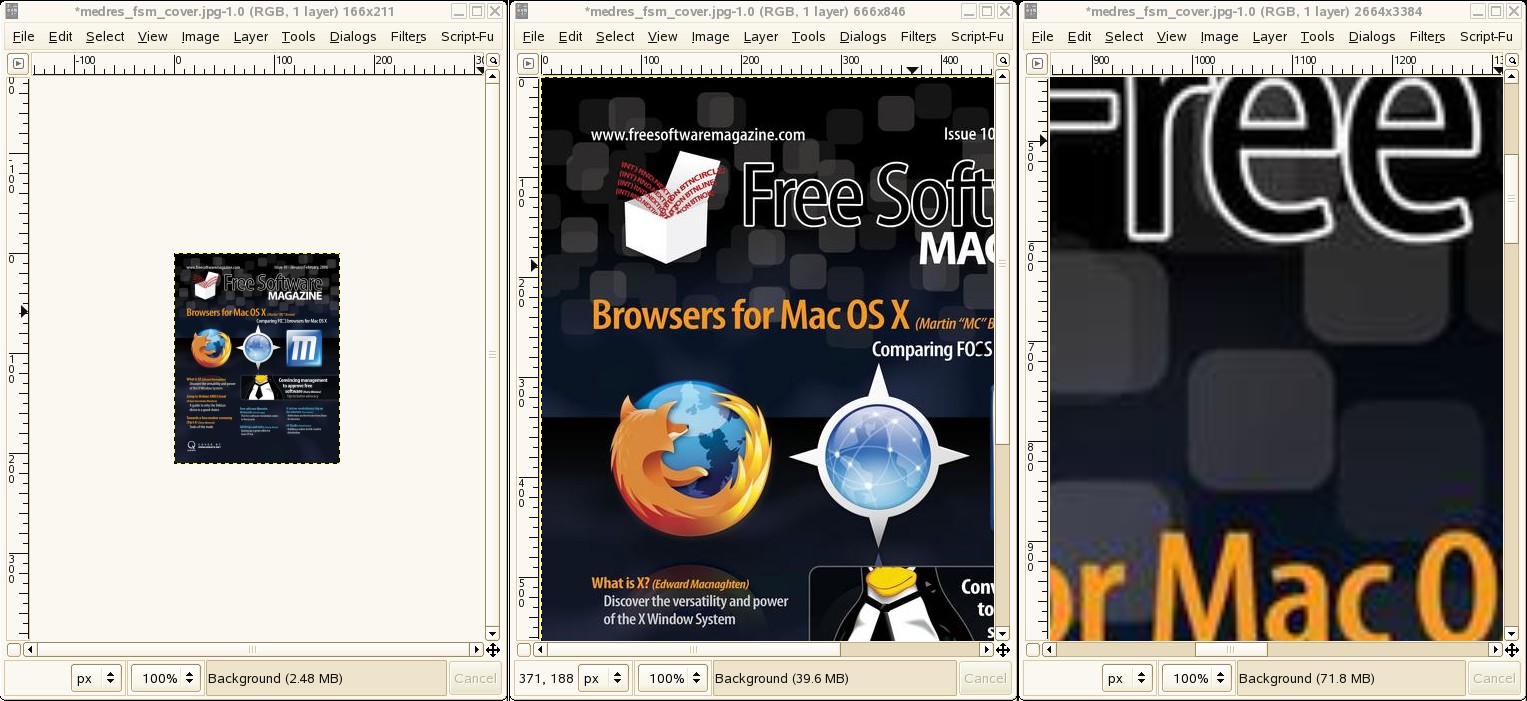 *medres_fsm_cover.jpg-1.0 (RGB, 1 layer) 166x211
File Edit Select View Image Layer Tools Dialogs Filters Script-Fu
-100 0 100 200 30
0
-100
0
100
200
300
www.freesoftwaremagazine.com
Free Software
MAGAZINE
Browsers for Mac OS X
Comparing FOSS browsers for Mac OS X
m
Convincing management
to approve free
software
px 100% Background (2.48 MB) Cancel
*medres_fsm_cover.jpg-1.0 (RGB, 1 layer) 666x846
File Edit Select View Image Layer Tools Dialogs Filters Script-Fu
0 100 200 300 400
0
100
200
300
400
500
www.freesoftwaremagazine.com
Issue 10
Free Soft
MAG
Browsers for Mac OS X (Martin "MC" B
Comparing FOSS
What is X? (Edward Macnaghten)
Discover the versatility and power
of the X Window System
Conv
to
s
371, 188 px 100% Background (39.6 MB) Cancel
*medres_fsm_cover.jpg-1.0 (RGB, 1 layer) 2664x3384
File Edit Select View Image Layer Tools Dialogs Filters Script-Fu
900 1000 1100 1200 13
500
600
700
800
900
Free
or Mac O
px 100% Background (71.8 MB) Cancel